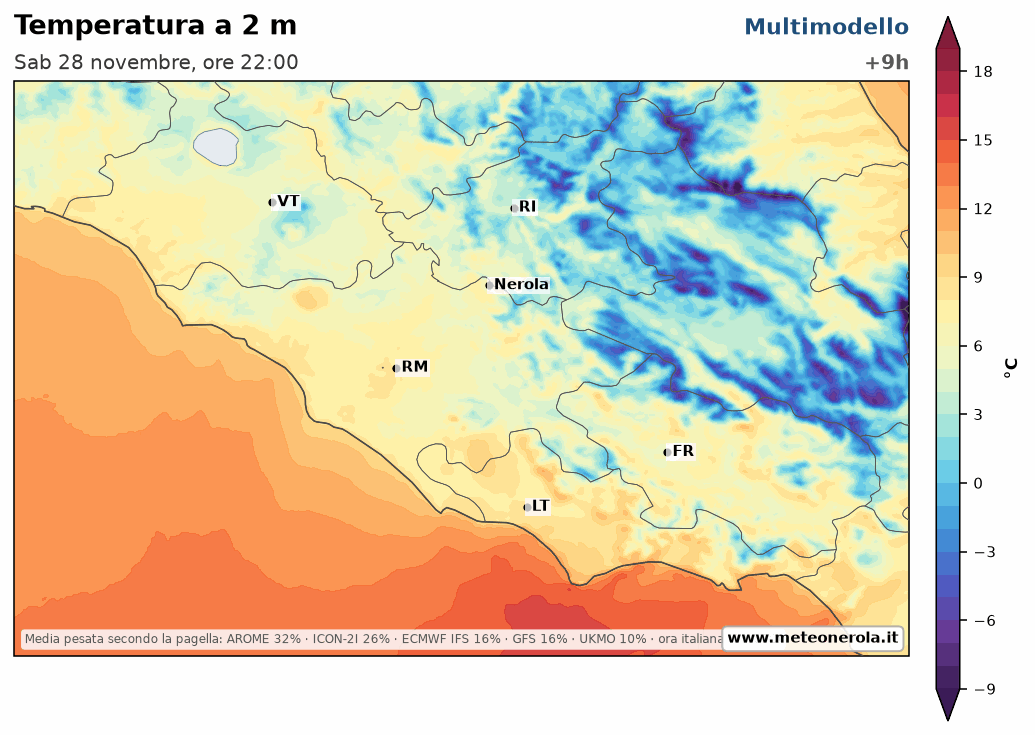 Temperatura a 2 m
Multimodello
Sab 28 novembre, ore 22:00
+9h
VT
RI
Nerola
RM
FR
LT
18
15
12
9
6
3
0
−3
−6
−9
°C
Media pesata secondo la pagella: AROME 32% · ICON-2I 26% · ECMWF IFS 16% · GFS 16% · UKMO 10% · ora italiana
www.meteonerola.it